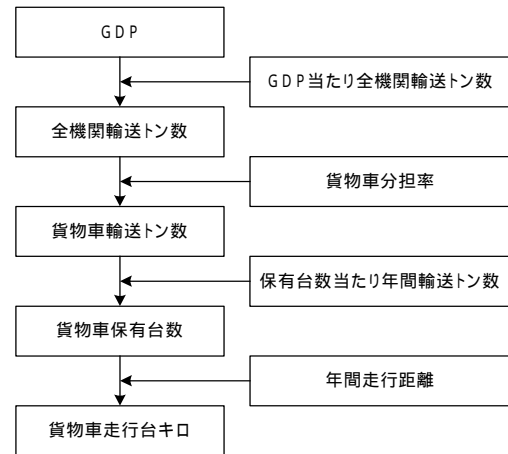 GDP
GDP当たり全機関輸送トン数
全機関輸送トン数
貨物車分担率
貨物車輸送トン数
保有台数当たり年間輸送トン数
貨物車保有台数
年間走行距離
貨物車走行台キロ